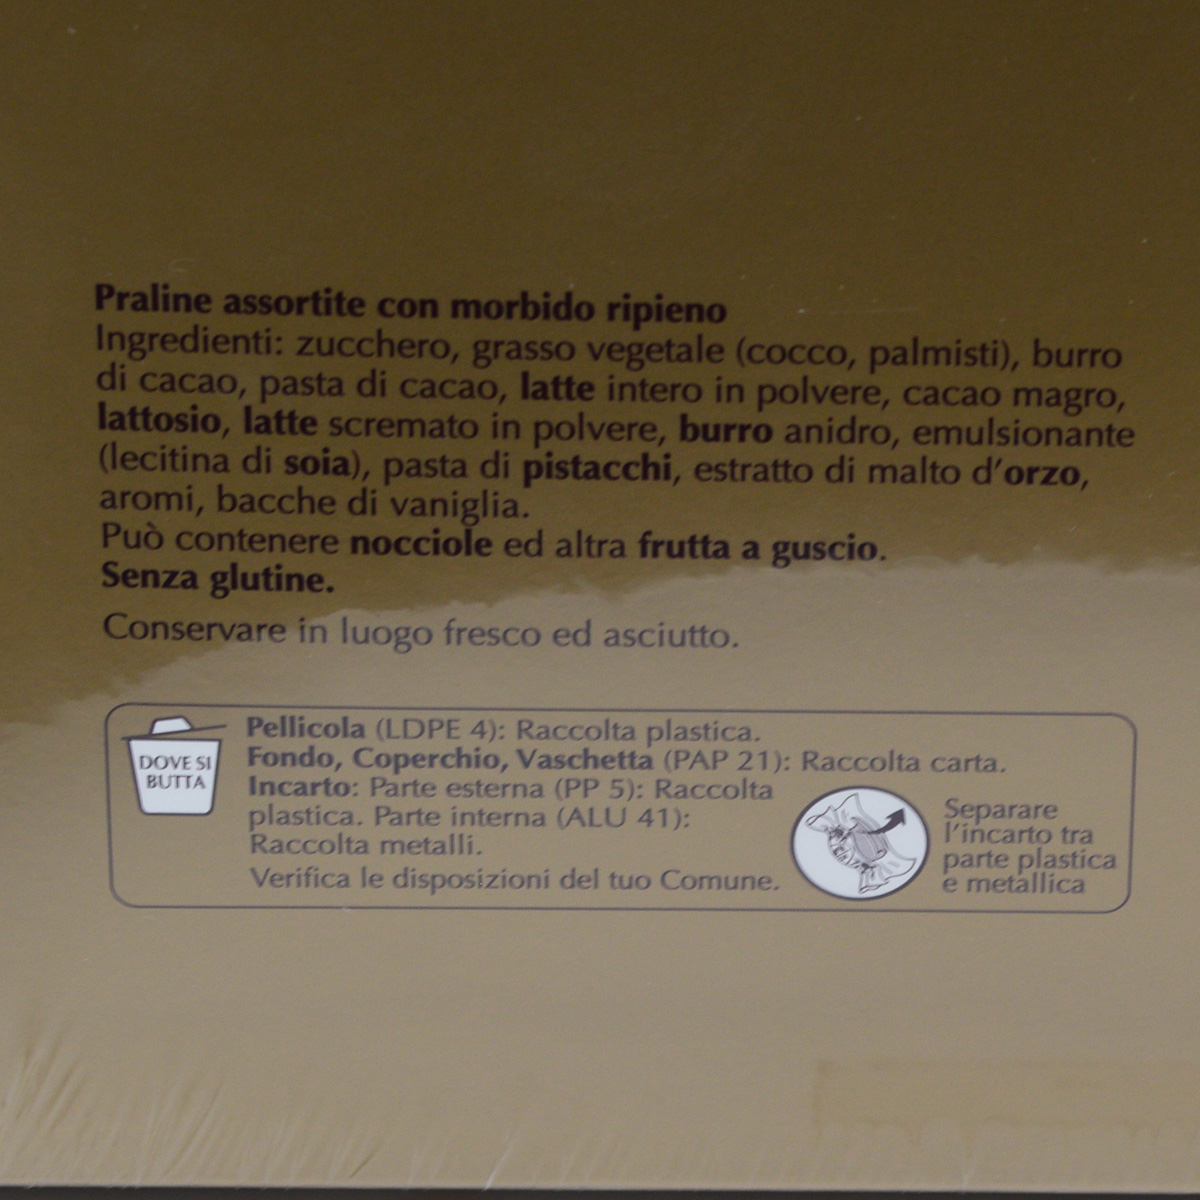 Praline assortite con morbido ripieno
Ingredienti: zucchero, grasso vegetale (cocco, palmisti), burro
di cacao, pasta di cacao, latte intero in polvere, cacao magro,
lattosio, latte scremato in polvere, burro anidro, emulsionante
(lecitina di soia), pasta di pistacchi, estratto di malto d'orzo,
aromi, bacche di vaniglia.
Può contenere nocciole ed altra frutta a guscio.
Senza glutine.
Conservare in luogo fresco ed asciutto.
DOVE SI
BUTTA
Pellicola (LDPE 4): Raccolta plastica.
Fondo, Coperchio, Vaschetta (PAP 21): Raccolta carta.
Incarto: Parte esterna (PP 5): Raccolta
plastica. Parte interna (ALU 41):
Raccolta metalli.
Verifica le disposizioni del tuo Comune.
Separare
l'incarto tra
parte plastica
e metallica